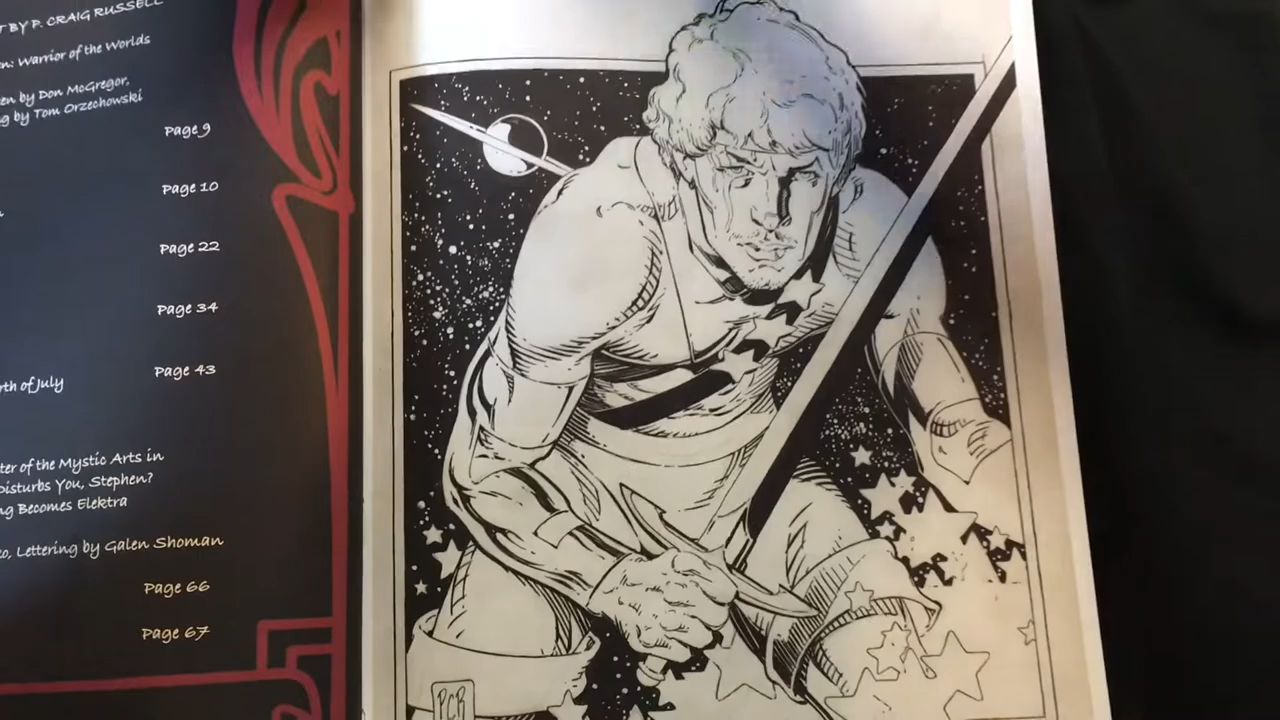 T BY P. CRAIG RUSSELL
n: Warrior of the Worlds
en by Don McGregor,
g by Tom Orzechowski
Page 9
Page 10
Page 22
Page 34
rth of July
Page 43
ter of the Mystic Arts in
Disturbs You, Stephen?
ng Becomes Elektra
o, Lettering by Galen Showman
Page 66
Page 67
PCR